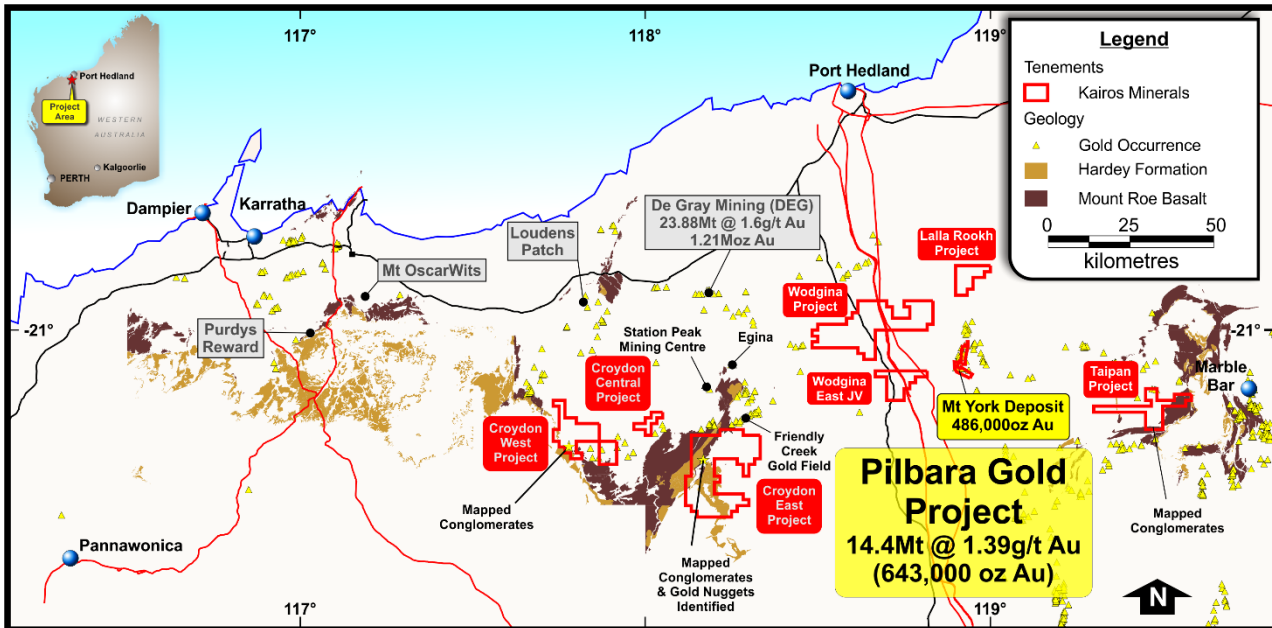 117°
118°
119°
Port Hedland
Project
Area
WESTERN
AUSTRALIA
Kalgoorlie
PERTH
Legend
Tenements
Kairos Minerals
Geology
Gold Occurrence
Hardey Formation
Mount Roe Basalt
0 25 50
kilometres
Port Hedland
Dampier
Karratha
De Gray Mining (DEG)
23.88Mt @ 1.6g/t Au
1.21Moz Au
Loudens
Patch
Mt OscarWits
Purdys
Reward
Lalla Rookh
Project
Wodgina
Project
-21°
-21°
Station Peak
Mining Centre
Egina
Croydon
Central
Project
Wodgina
East JV
Taipan
Project
Marble
Bar
Mt York Deposit
486,000oz Au
Croydon
West
Project
Friendly
Creek
Gold Field
Mapped
Conglomerates
Croydon
East
Project
Pilbara Gold
Project
14.4Mt @ 1.39g/t Au
(643,000 oz Au)
Mapped
Conglomerates
Mapped
Conglomerates
& Gold Nuggets
Identified
Pannawonica
117°
119°
N